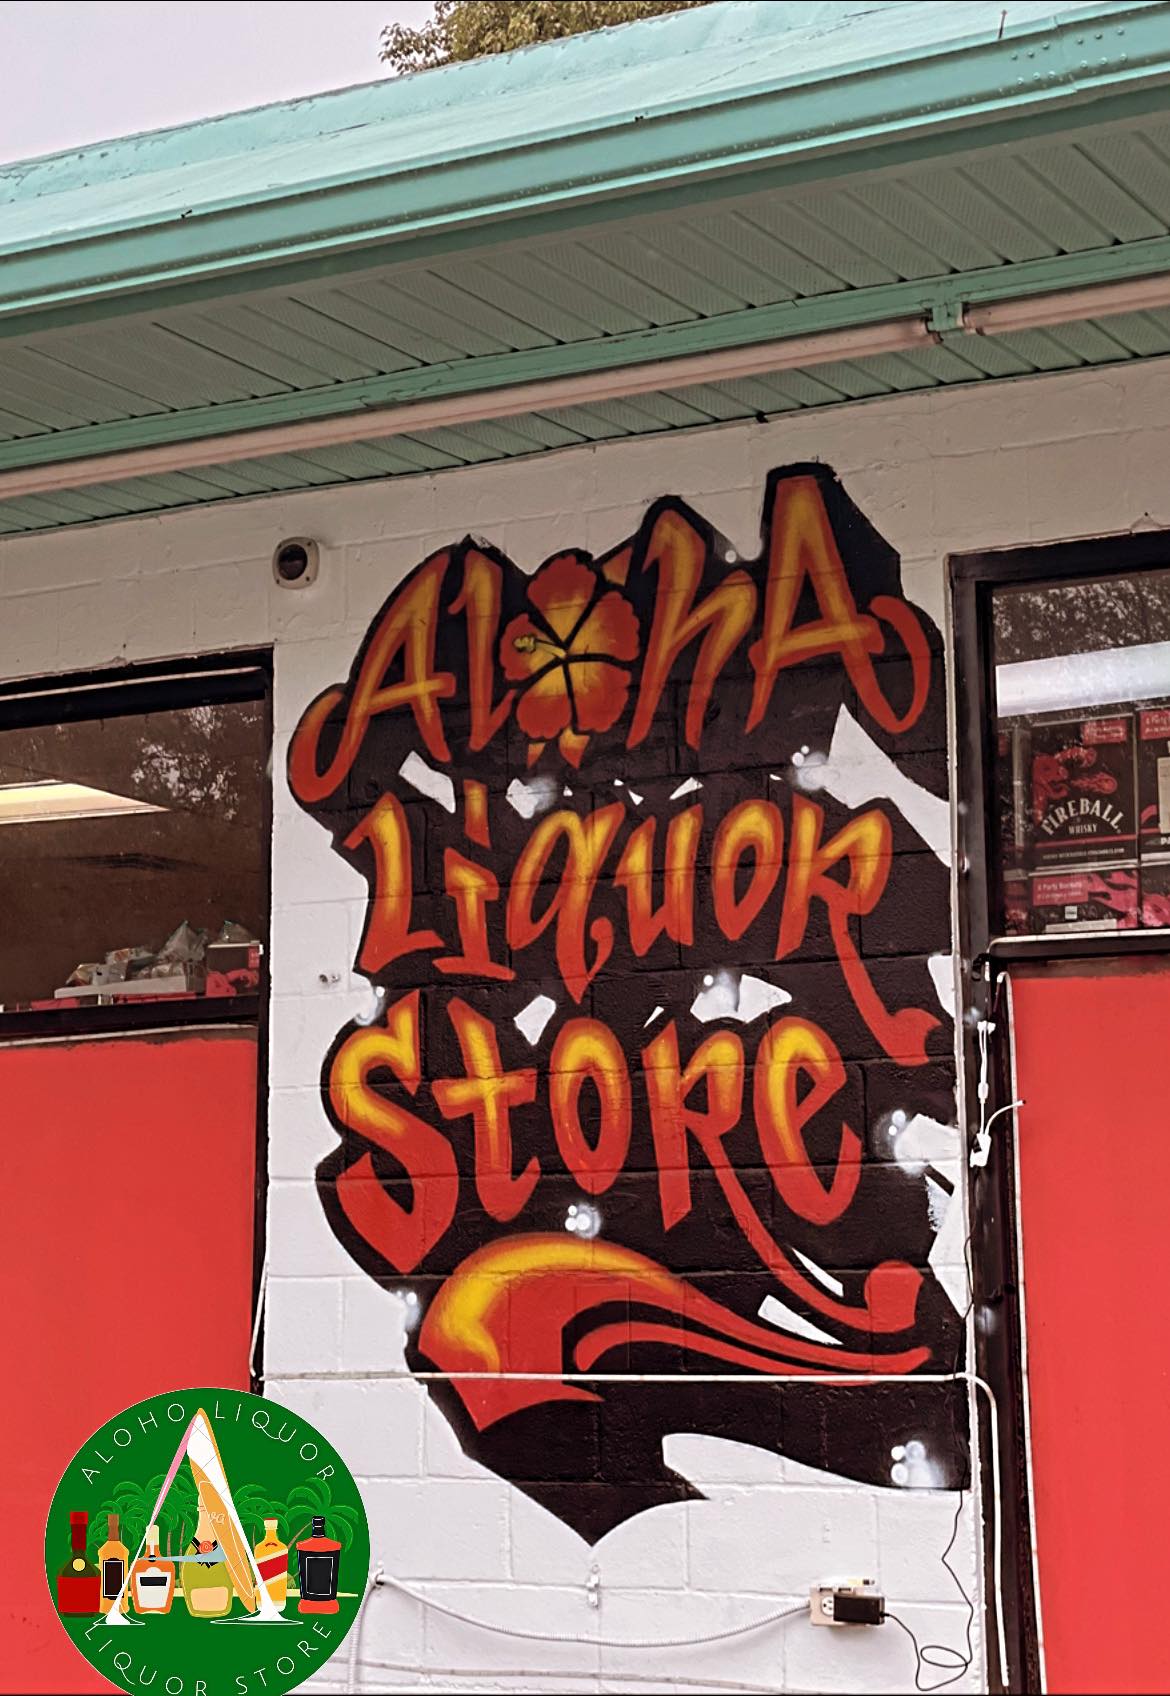 AlohA
Liquor
Store
FIREBALL
WHISKY
ALOHO LIQUOR
LIQUOR STORE